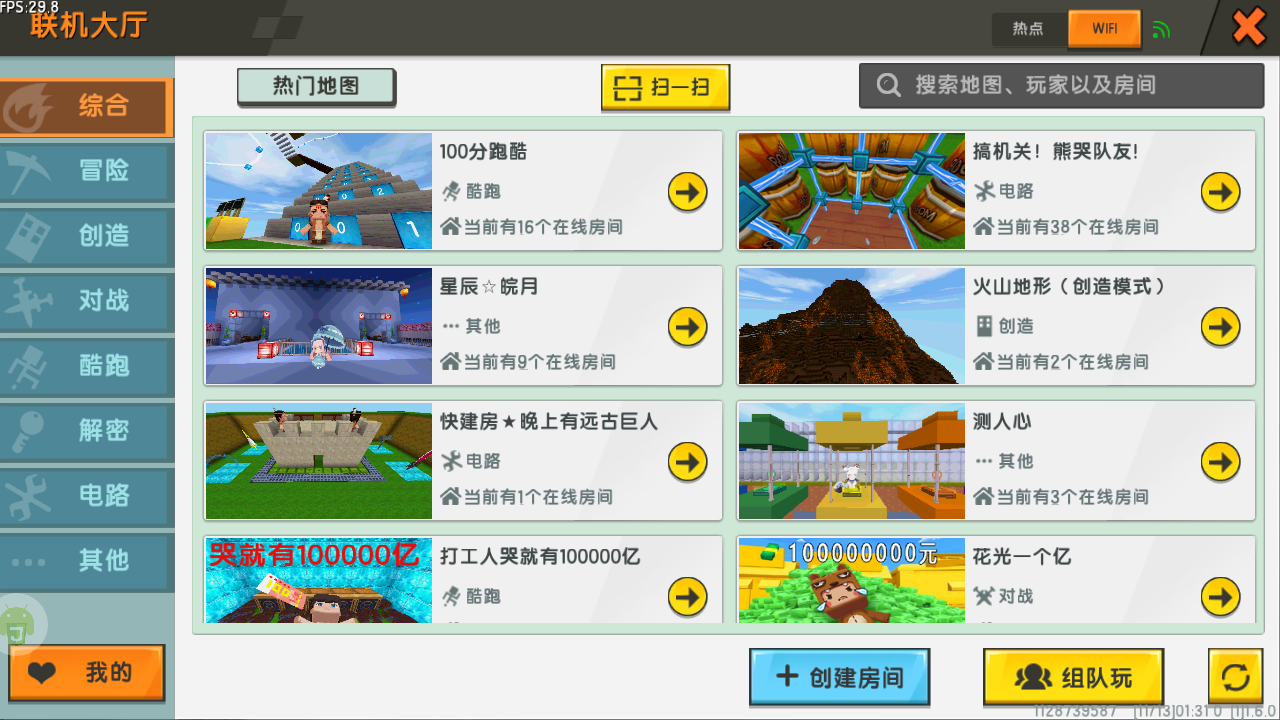 FPS:29.8
联机大厅
热点
WIFI
热门地图
扫一扫
搜索地图、玩家以及房间
综合
冒险
创造
对战
酷跑
解密
电路
其他
我的
100分跑酷
酷跑
当前有16个在线房间
搞机关！熊哭队友!
电路
当前有38个在线房间
星辰☆皖月
其他
当前有9个在线房间
火山地形（创造模式）
创造
当前有2个在线房间
快建房★晚上有远古巨人
电路
当前有1个在线房间
测人心
其他
当前有3个在线房间
哭就有100000亿
打工人哭就有100000亿
酷跑
100000000元
花光一个亿
对战
创建房间
组队玩
1128739587 [11/13]01:31:0 [1]1.6.0